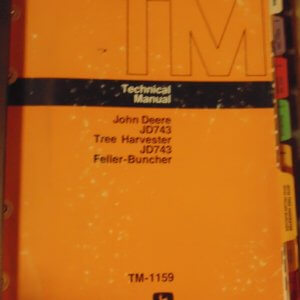 TM
Technical
Manual
John Deere
JD743
Tree Harvester
JD743
Feller-Buncher
TM-1159